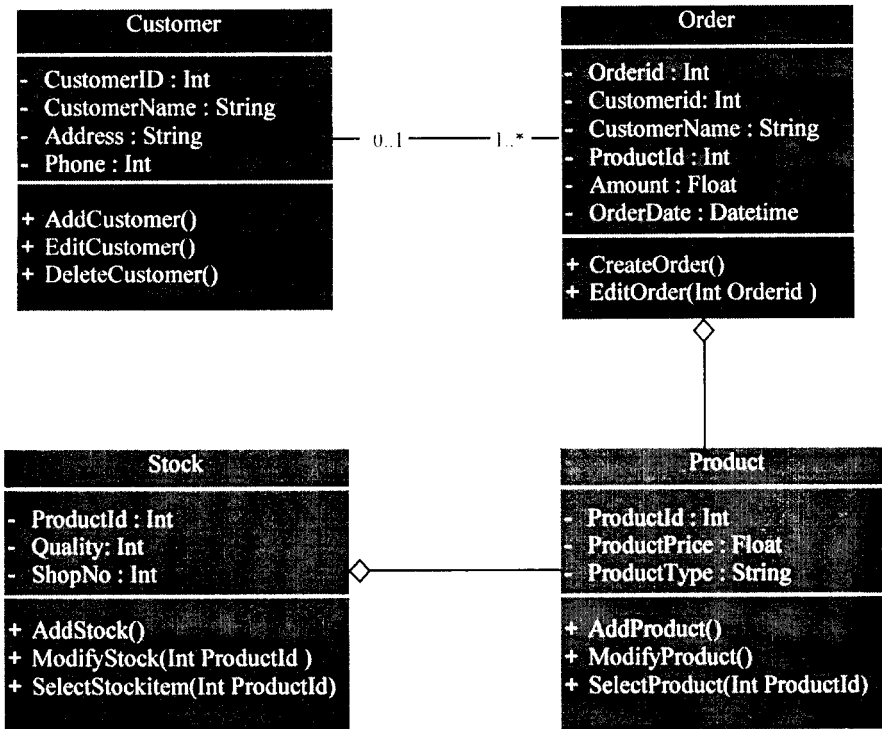 Customer
- CustomerID : Int
- CustomerName : String
- Address : String
- Phone : Int
+ AddCustomer()
+ EditCustomer()
+ DeleteCustomer()
0..1
1..*
Order
- Orderid : Int
- Customerid: Int
- CustomerName : String
- ProductId : Int
- Amount : Float
- OrderDate : Datetime
+ CreateOrder()
+ EditOrder(Int Orderid )
Stock
- ProductId : Int
- Quality: Int
- ShopNo : Int
+ AddStock()
+ ModifyStock(Int ProductId )
+ SelectStockitem(Int ProductId)
Product
- ProductId : Int
- ProductPrice : Float
- ProductType : String
+ AddProduct()
+ ModifyProduct()
+ SelectProduct(Int ProductId)